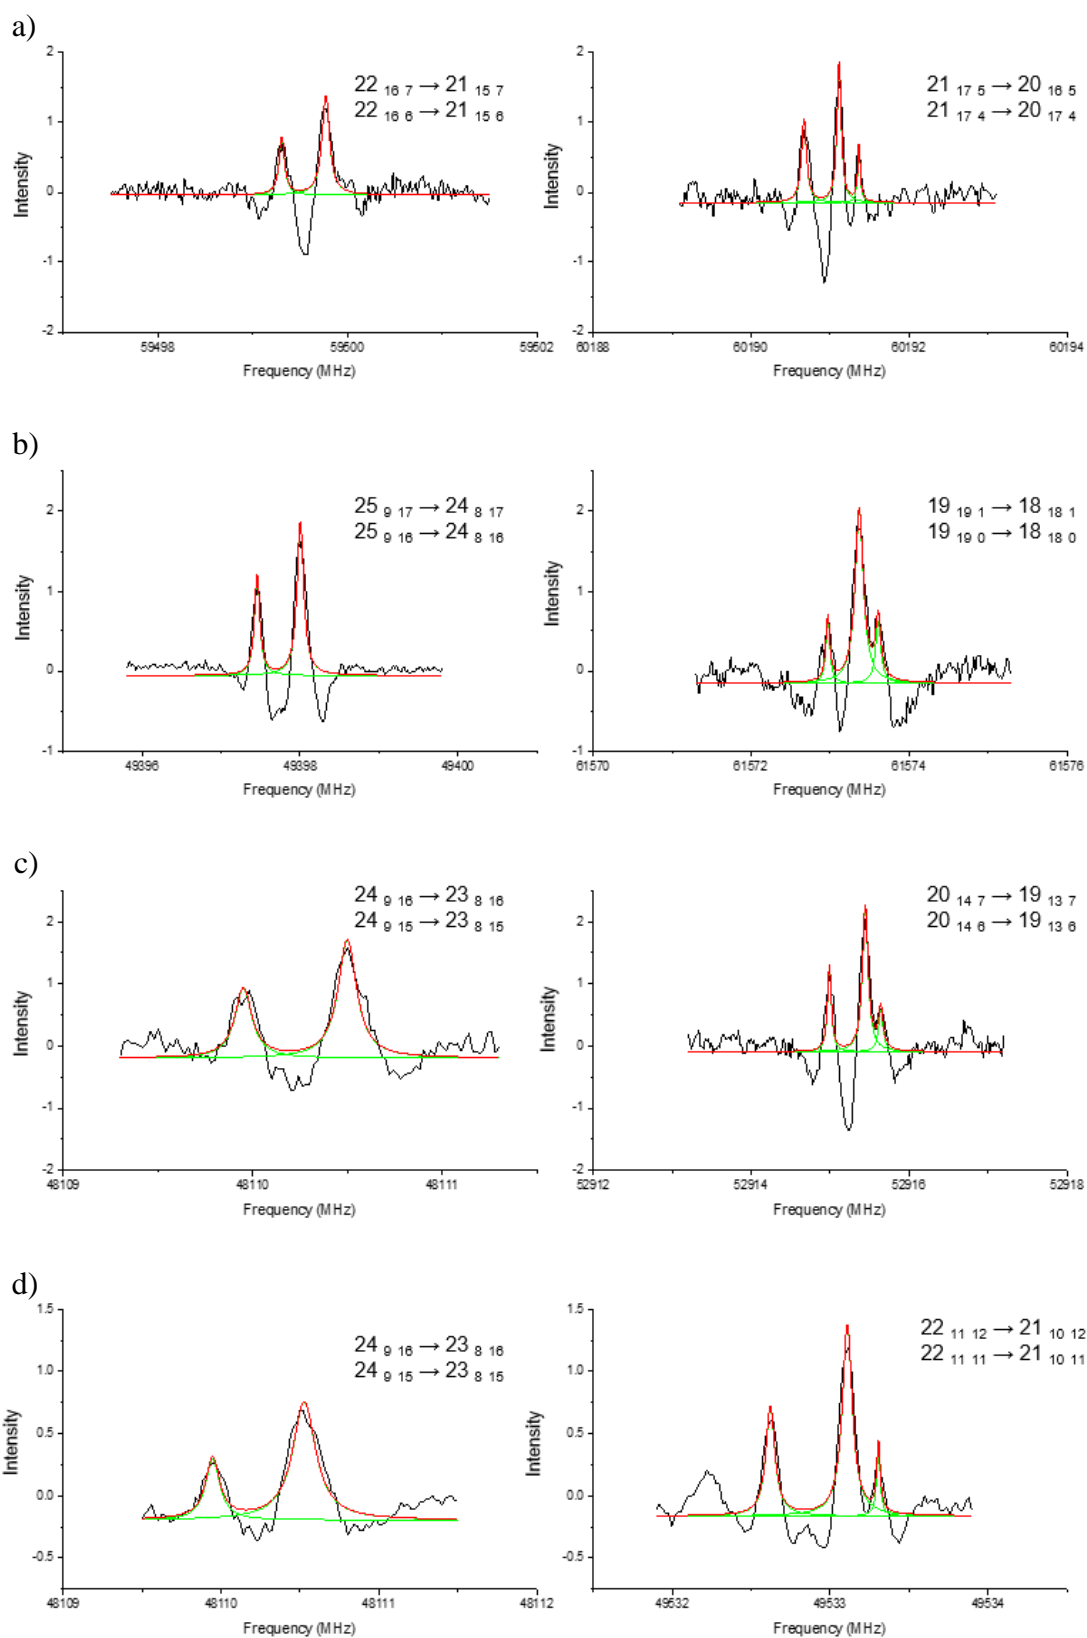 a)
2
1
0
-1
-2
Intensity
22 16 7 → 21 15 7
22 16 6 → 21 15 6
59498 59500 59502
Frequency (MHz)
2
1
0
-1
-2
Intensity
21 17 5 → 20 16 5
21 17 4 → 20 17 4
60188 60190 60192 60194
Frequency (MHz)
b)
2
1
0
-1
Intensity
25 9 17 → 24 8 17
25 9 16 → 24 8 16
49396 49398 49400
Frequency (MHz)
2
1
0
-1
Intensity
19 19 1 → 18 18 1
19 19 0 → 18 18 0
61570 61572 61574 61576
Frequency (MHz)
c)
2
1
0
-1
-2
Intensity
24 9 16 → 23 8 16
24 9 15 → 23 8 15
48109 48110 48111
Frequency (MHz)
2
1
0
-1
-2
Intensity
20 14 7 → 19 13 7
20 14 6 → 19 13 6
52912 52914 52916 52918
Frequency (MHz)
d)
1.5
1.0
0.5
0.0
-0.5
Intensity
24 9 16 → 23 8 16
24 9 15 → 23 8 15
48109 48110 48111 48112
Frequency (MHz)
1.5
1.0
0.5
0.0
-0.5
Intensity
22 11 12 → 21 10 12
22 11 11 → 21 10 11
49532 49533 49534
Frequency (MHz)